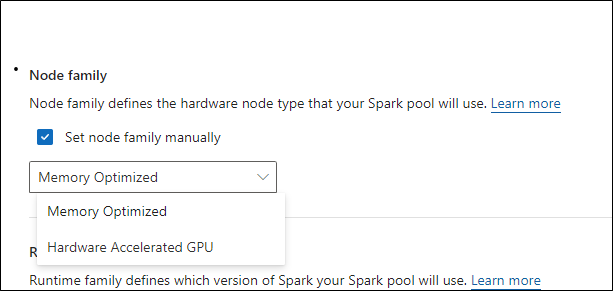 Node family
Node family defines the hardware node type that your Spark pool will use. Learn more
Set node family manually
Memory Optimized
Memory Optimized
Hardware Accelerated GPU
R
Runtime family defines which version of Spark your Spark pool will use. Learn more